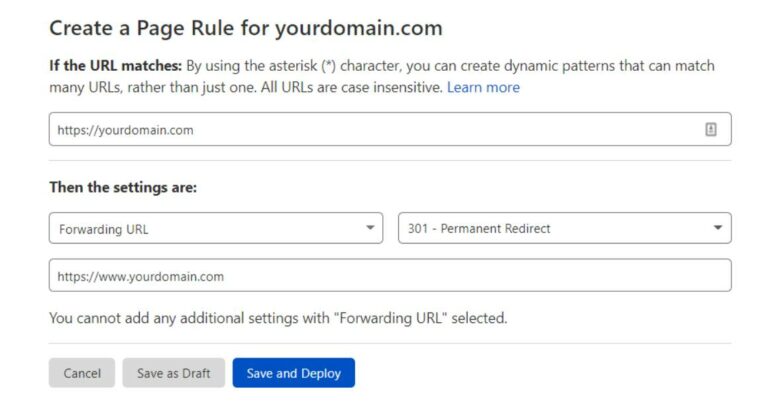 Create a Page Rule for yourdomain.com
If the URL matches: By using the asterisk (*) character, you can create dynamic patterns that can match
many URLs, rather than just one. All URLs are case insensitive. Learn more
https://yourdomain.com
Then the settings are:
Forwarding URL
301 - Permanent Redirect
https://www.yourdomain.com
You cannot add any additional settings with "Forwarding URL" selected.
Cancel
Save as Draft
Save and Deploy